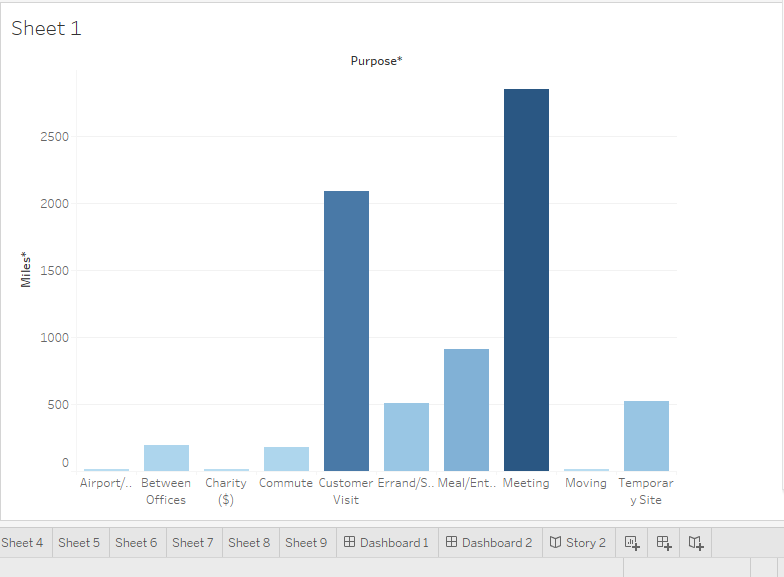 Sheet 1
Purpose*
2500
2000
1500
1000
500
0
Miles*
Airport/.. Between Charity Commute Customer Errand/S.. Meal/Ent.. Meeting Moving Temporar
Offices ($) Visit y Site
Sheet 4 Sheet 5 Sheet 6 Sheet 7 Sheet 8 Sheet 9 Dashboard 1 Dashboard 2 Story 2